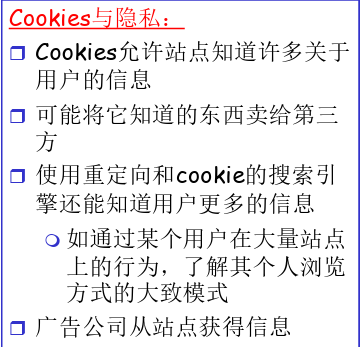 Cookies与隐私：
Cookies允许站点知道许多关于
用户的信息
可能将它知道的东西卖给第三
方
使用重定向和cookie的搜索引
擎还能知道用户更多的信息
如通过某个用户在大量站点
上的行为，了解其个人浏览
方式的大致模式
广告公司从站点获得信息